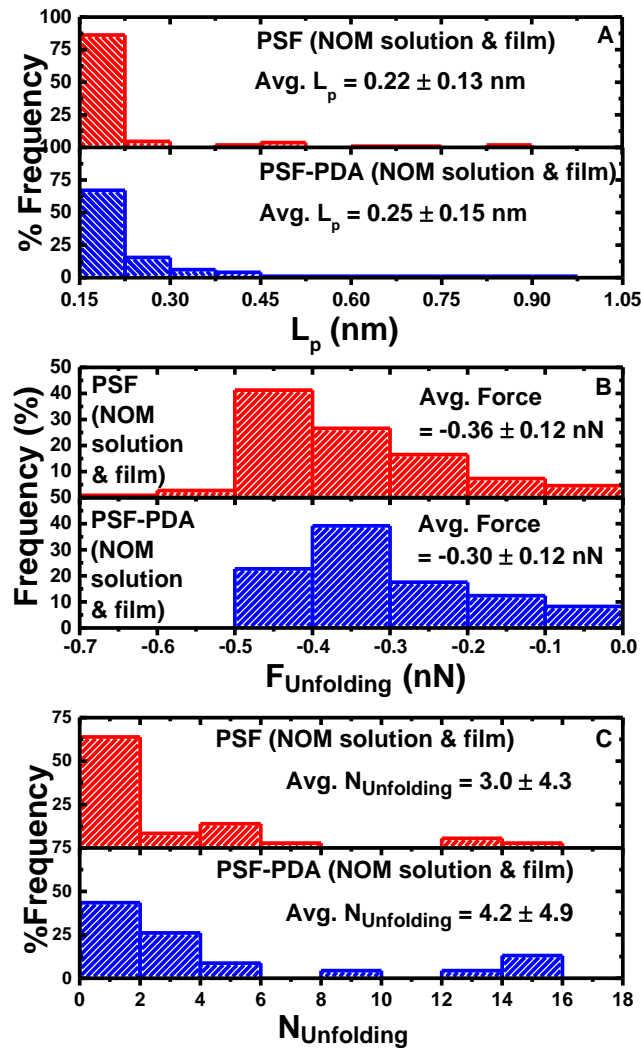 100
PSF (NOM solution & film)
A
75
Avg. Lp = 0.22 ± 0.13 nm
50
25
% Frequency
100
PSF-PDA (NOM solution & film)
75
Avg. Lp = 0.25 ± 0.15 nm
50
25
0
0.15 0.30 0.45 0.60 0.75 0.90 1.05
Lp (nm)
50
PSF
(NOM
solution
& film)
B
40
Avg. Force
= -0.36 ± 0.12 nN
30
20
10
Frequency (%)
50
PSF-PDA
(NOM
solution
& film)
40
Avg. Force
= -0.30 ± 0.12 nN
30
20
10
0
-0.7 -0.6 -0.5 -0.4 -0.3 -0.2 -0.1 0.0
FUnfolding (nN)
75
PSF (NOM solution & film)
C
50
Avg. NUnfolding = 3.0 ± 4.3
25
%Frequency
75
PSF-PDA (NOM solution & film)
50
Avg. NUnfolding = 4.2 ± 4.9
25
0
0 2 4 6 8 10 12 14 16 18
NUnfolding